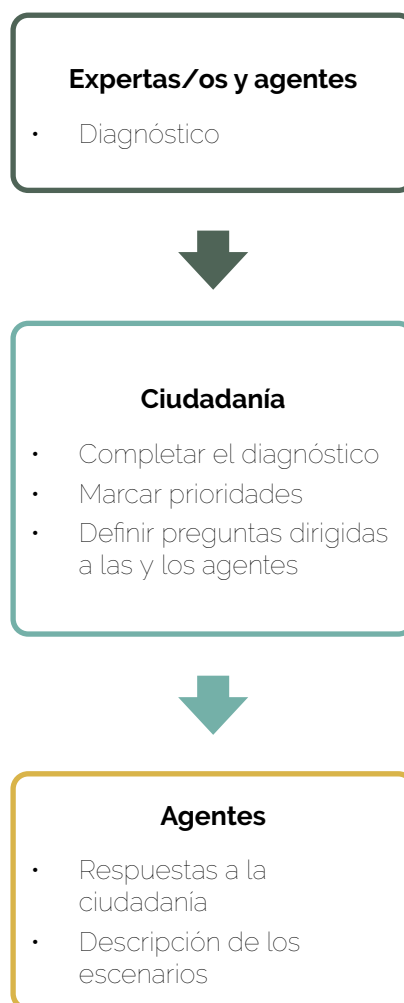 Expertas/os y agentes
• Diagnóstico
Ciudadanía
• Completar el diagnóstico
• Marcar prioridades
• Definir preguntas dirigidas
a las y los agentes
Agentes
• Respuestas a la
ciudadanía
• Descripción de los
escenarios